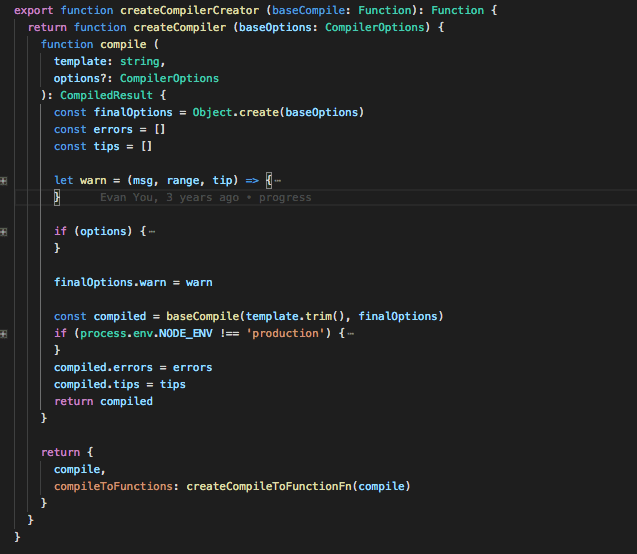 export function createCompilerCreator (baseCompile: Function): Function {
return function createCompiler (baseOptions: CompilerOptions) {
function compile (
template: string,
options?: CompilerOptions
): CompiledResult {
const finalOptions = Object.create(baseOptions)
const errors = []
const tips = []
let warn = (msg, range, tip) => {…
}  Evan You, 3 years ago • progress
if (options) {…
}
finalOptions.warn = warn
const compiled = baseCompile(template.trim(), finalOptions)
if (process.env.NODE_ENV !== 'production') {…
}
compiled.errors = errors
compiled.tips = tips
return compiled
}
return {
compile,
compileToFunctions: createCompileToFunctionFn(compile)
}
}
}